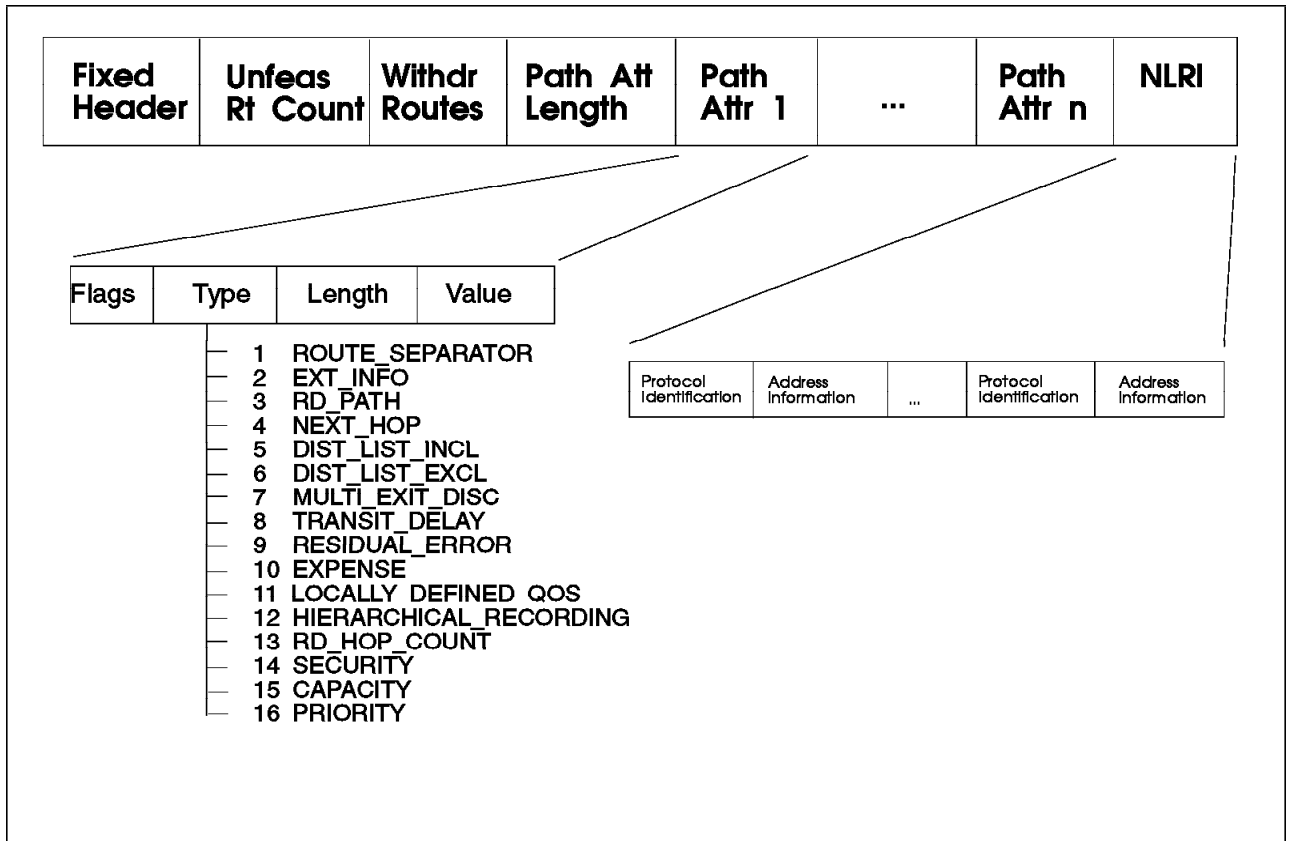 Fixed Header
Unfeas Rt Count
Withdr Routes
Path Att Length
Path Attr 1
...
Path Attr n
NLRI
Flags
Type
Length
Value
1 ROUTE_SEPARATOR
2 EXT_INFO
3 RD_PATH
4 NEXT_HOP
5 DIST_LIST_INCL
6 DIST_LIST_EXCL
7 MULTI_EXIT_DISC
8 TRANSIT_DELAY
9 RESIDUAL_ERROR
10 EXPENSE
11 LOCALLY DEFINED QOS
12 HIERARCHICAL_RECORDING
13 RD_HOP_COUNT
14 SECURITY
15 CAPACITY
16 PRIORITY
Protocol Identification
Address Information
...
Protocol Identification
Address Information